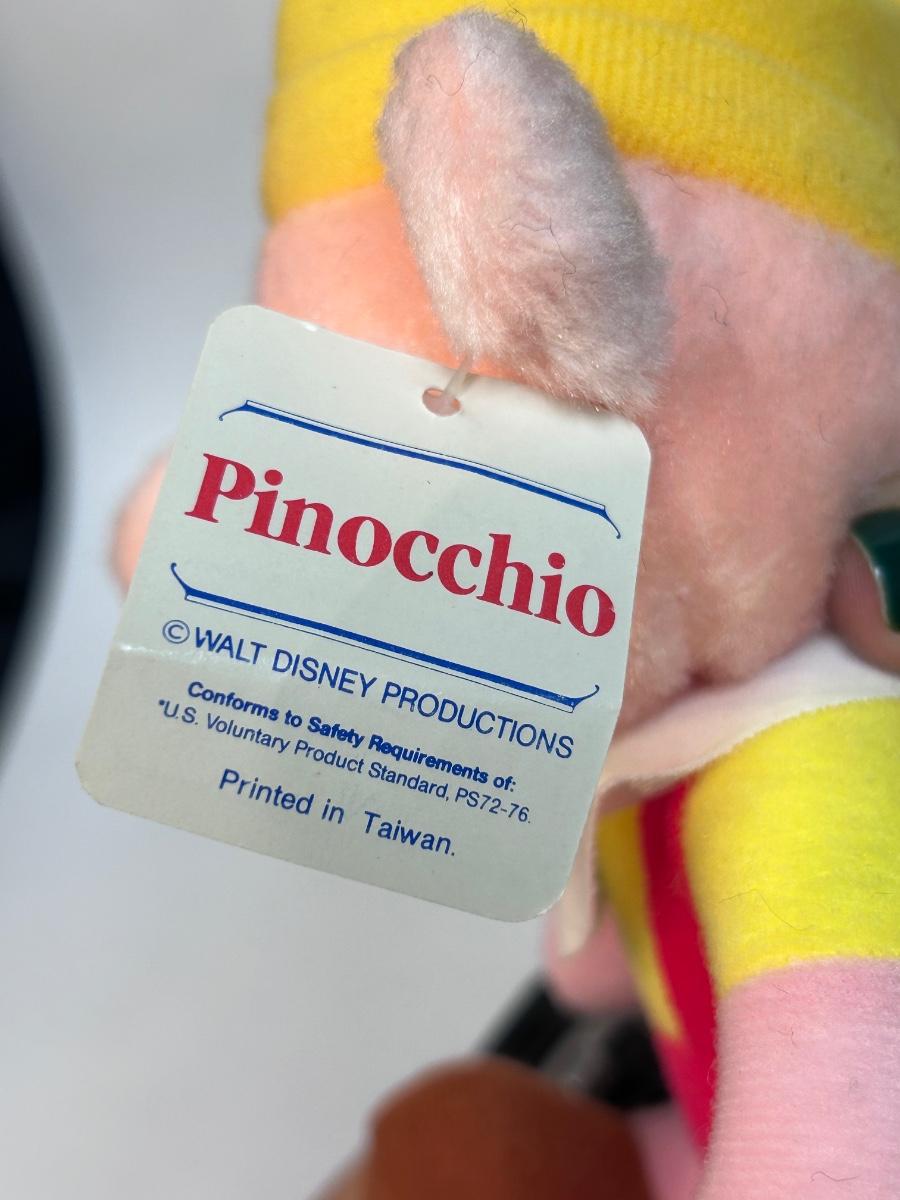 Pinocchio
© WALT DISNEY PRODUCTIONS
Conforms to Safety Requirements of:
"U.S. Voluntary Product Standard, PS72-76.
Printed in Taiwan.